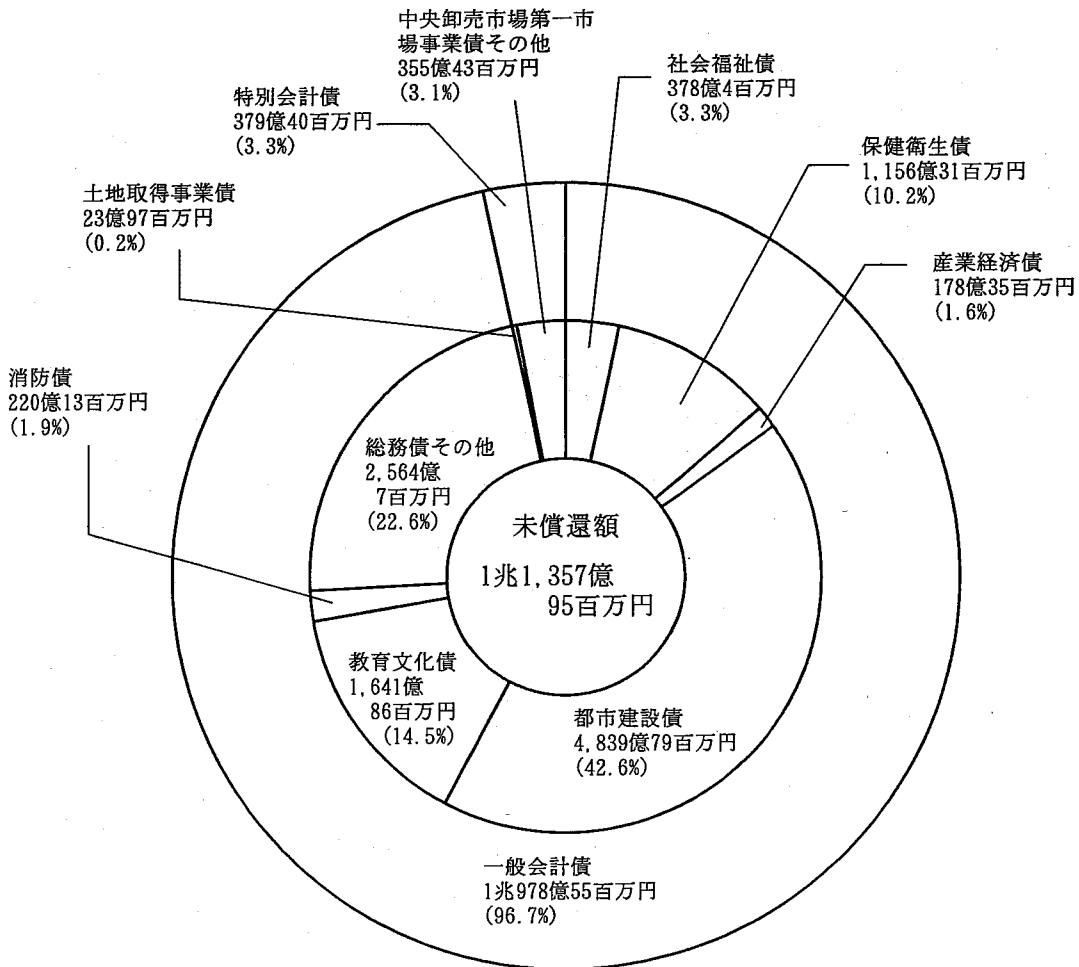 中央卸売市場第一市
場事業債その他
355億43百万円
(3.1%)
社会福祉債
378億4百万円
(3.3%)
特別会計債
379億40百万円
(3.3%)
保健衛生債
1,156億31百万円
(10.2%)
土地取得事業債
23億97百万円
(0.2%)
産業経済債
178億35百万円
(1.6%)
消防債
220億13百万円
(1.9%)
総務債その他
2,564億
7百万円
(22.6%)
未償還額
1兆1,357億
95百万円
教育文化債
1,641億
86百万円
(14.5%)
都市建設債
4,839億79百万円
(42.6%)
一般会計債
1兆978億55百万円
(96.7%)